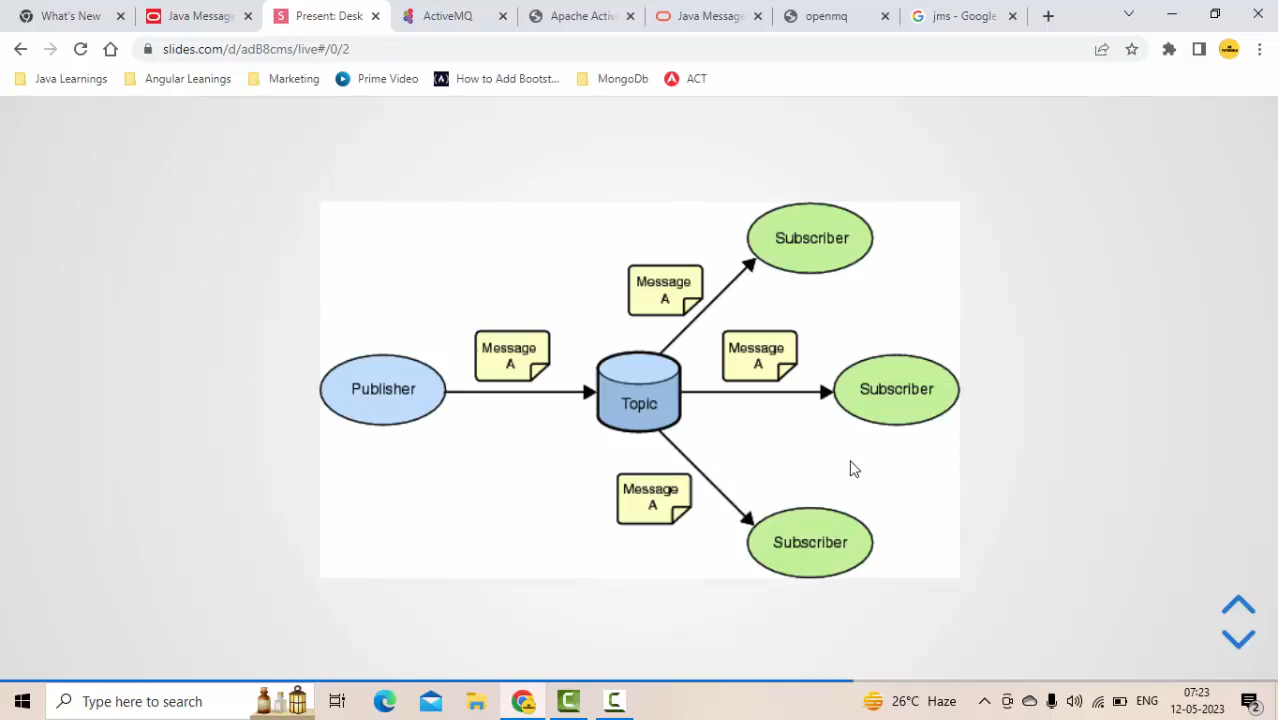 What's New
Java Messag
Present: Desk
ActiveMQ
Apache Activ
Java Messag
openmq
jms - Google
slides.com/d/adB8cms/live#/0/2
Java Learnings
Angular Leanings
Marketing
Prime Video
How to Add Bootst...
MongoDb
ACT
Subscriber
Message
A
Message
A
Message
A
Publisher
Topic
Subscriber
Message
A
Subscriber
Type here to search
26°C Haze
ENG
07:23
12-05-2023
2